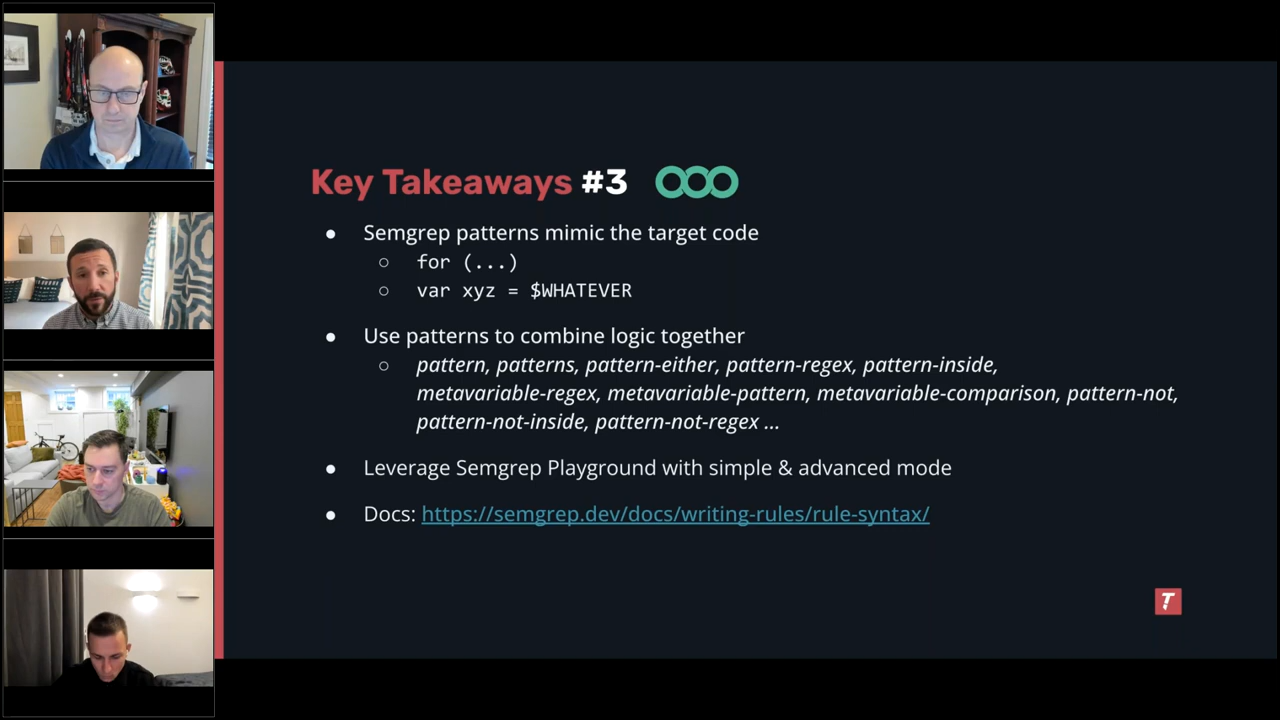 Key Takeaways #3
● Semgrep patterns mimic the target code
○ for (...)
○ var xyz = $WHATEVER
● Use patterns to combine logic together
○ pattern, patterns, pattern-either, pattern-regex, pattern-inside,
metavariable-regex, metavariable-pattern, metavariable-comparison, pattern-not,
pattern-not-inside, pattern-not-regex ...
● Leverage Semgrep Playground with simple & advanced mode
● Docs: https://semgrep.dev/docs/writing-rules/rule-syntax/
T